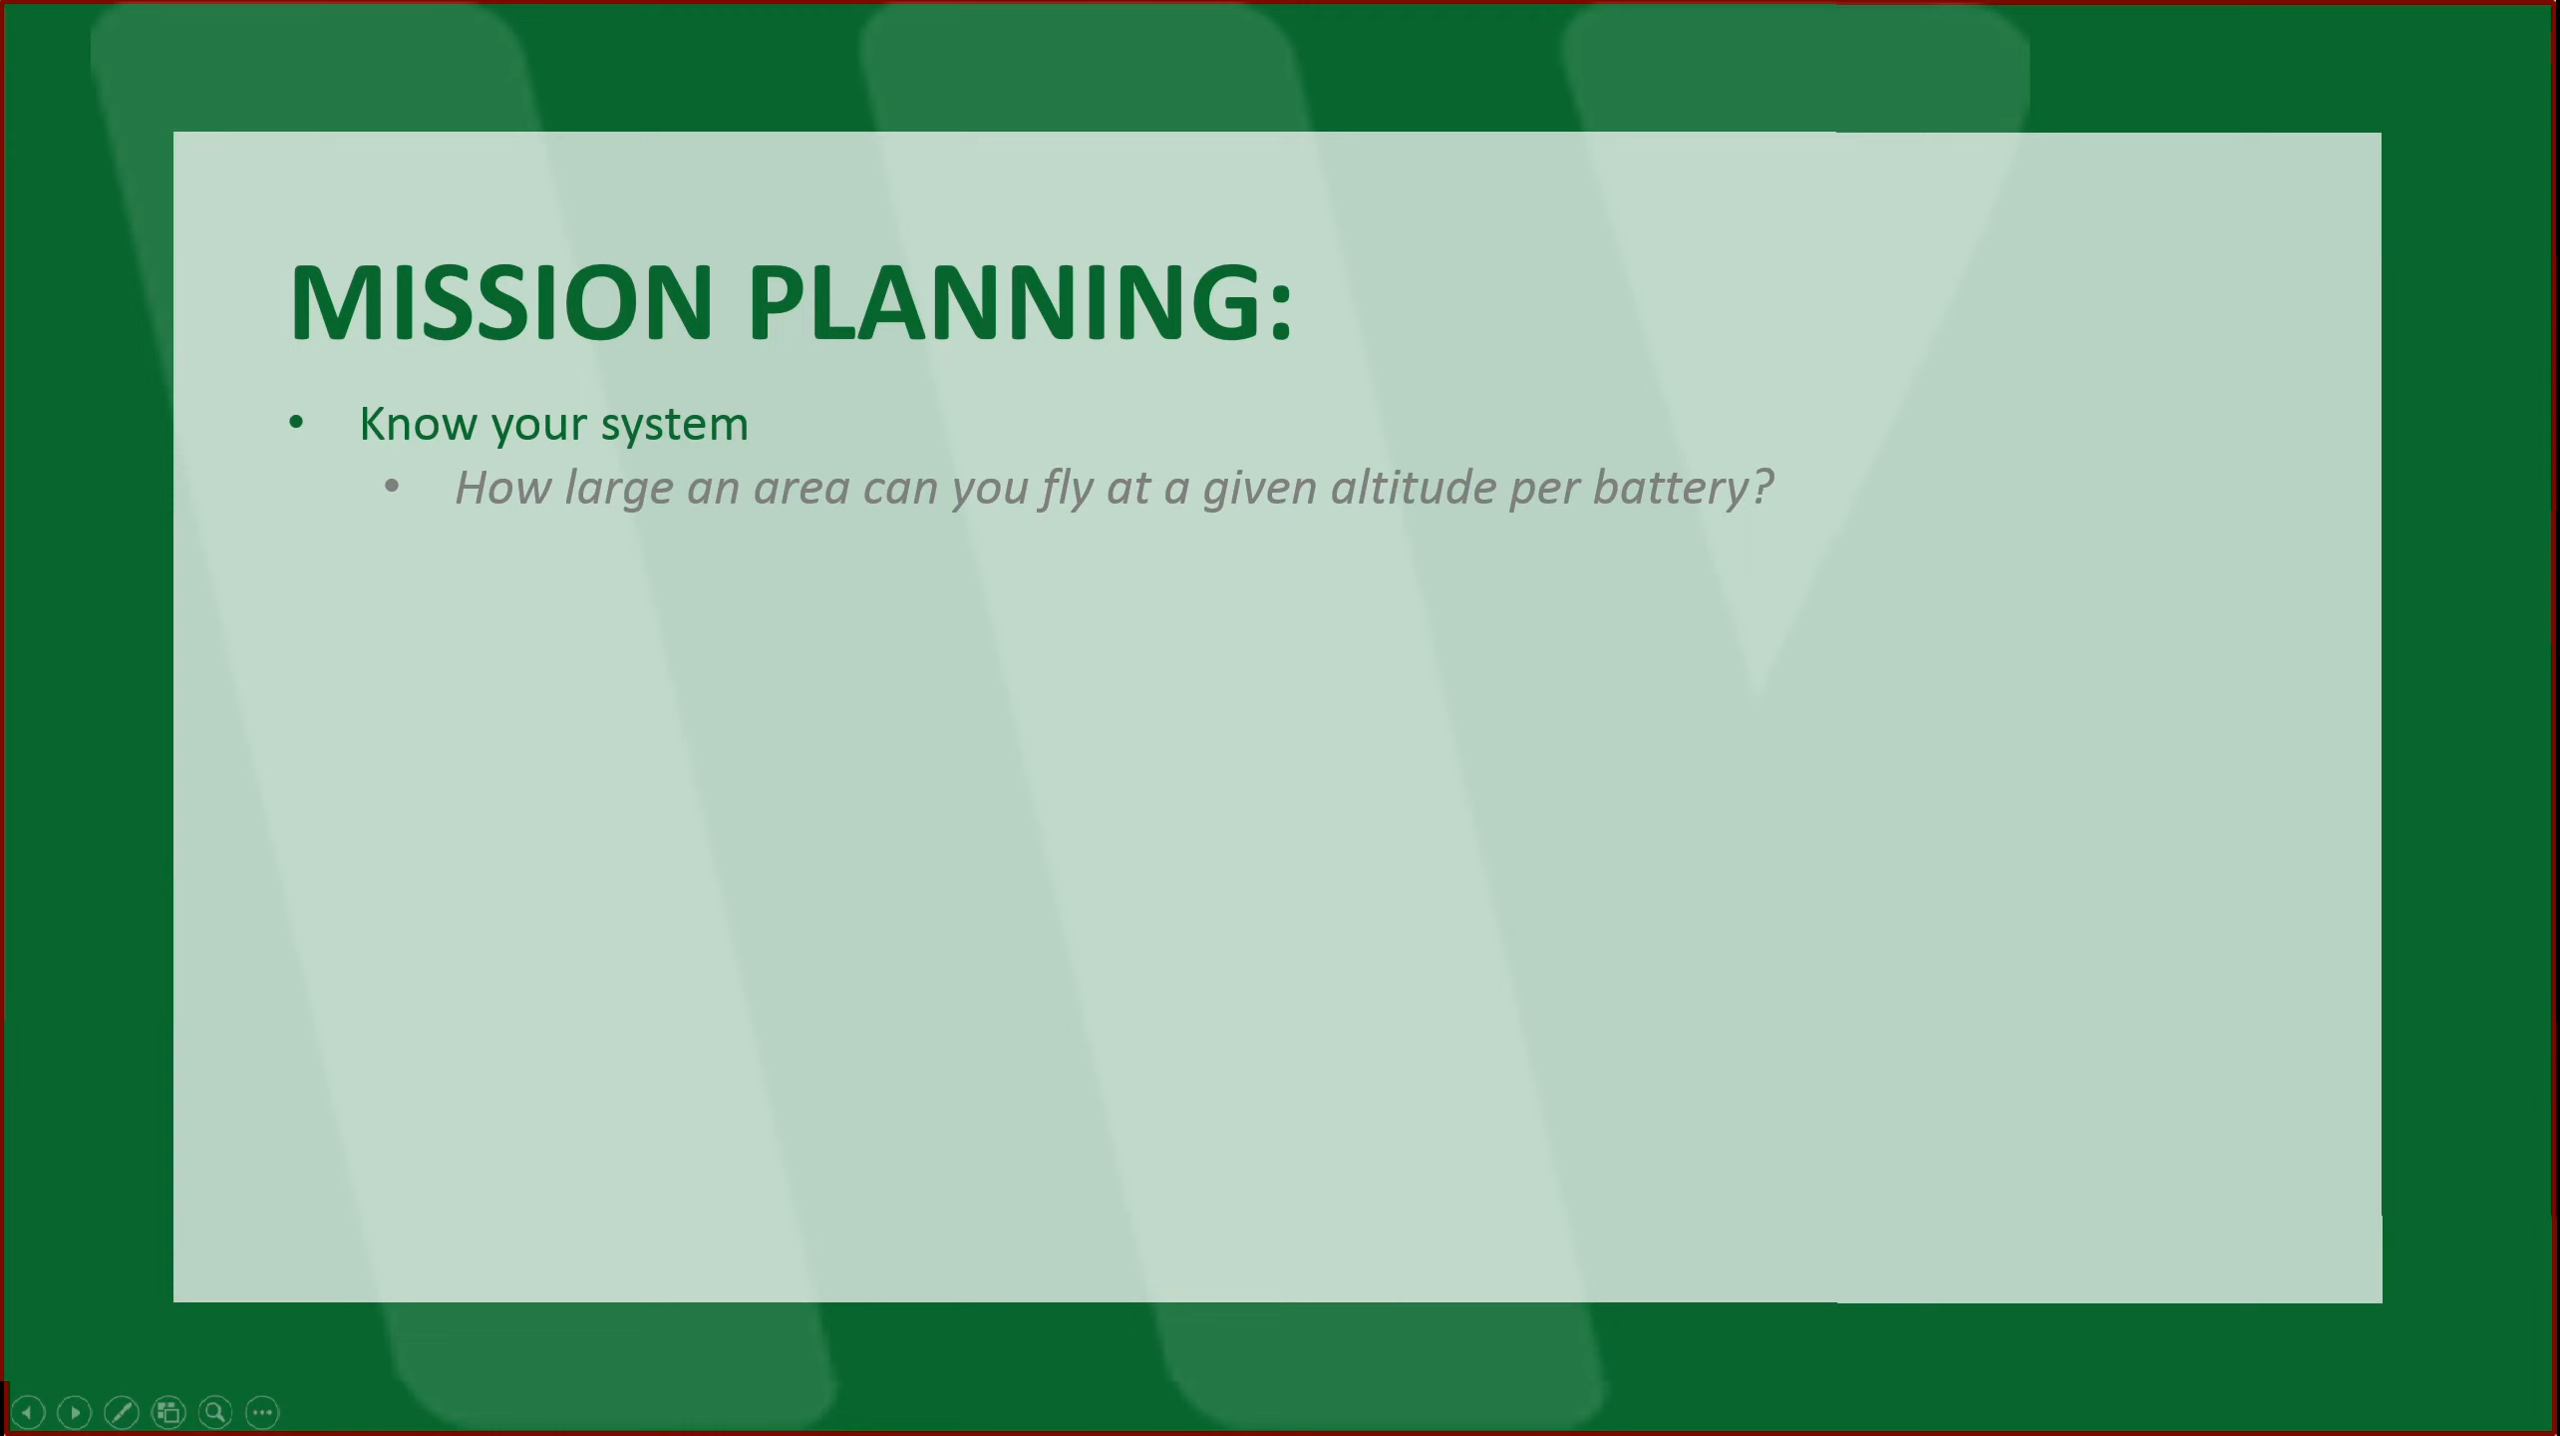 MISSION PLANNING:
• Know your system
• How large an area can you fly at a given altitude per battery?